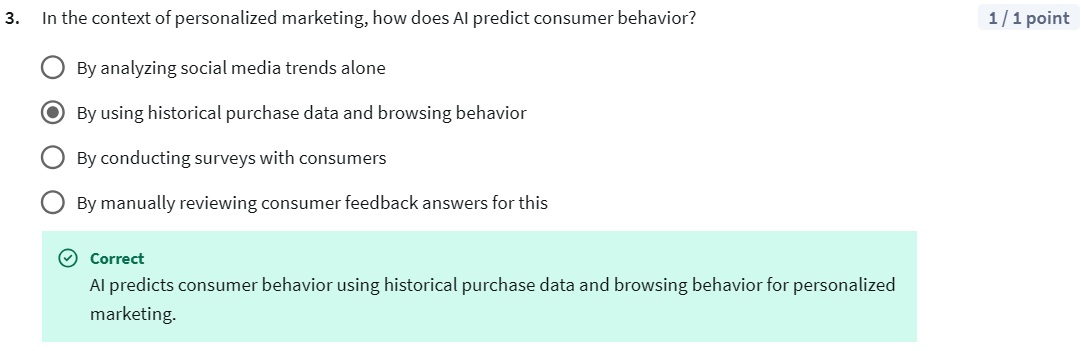 3. In the context of personalized marketing, how does AI predict consumer behavior?
1 / 1 point
By analyzing social media trends alone
By using historical purchase data and browsing behavior
By conducting surveys with consumers
By manually reviewing consumer feedback answers for this
Correct
AI predicts consumer behavior using historical purchase data and browsing behavior for personalized
marketing.